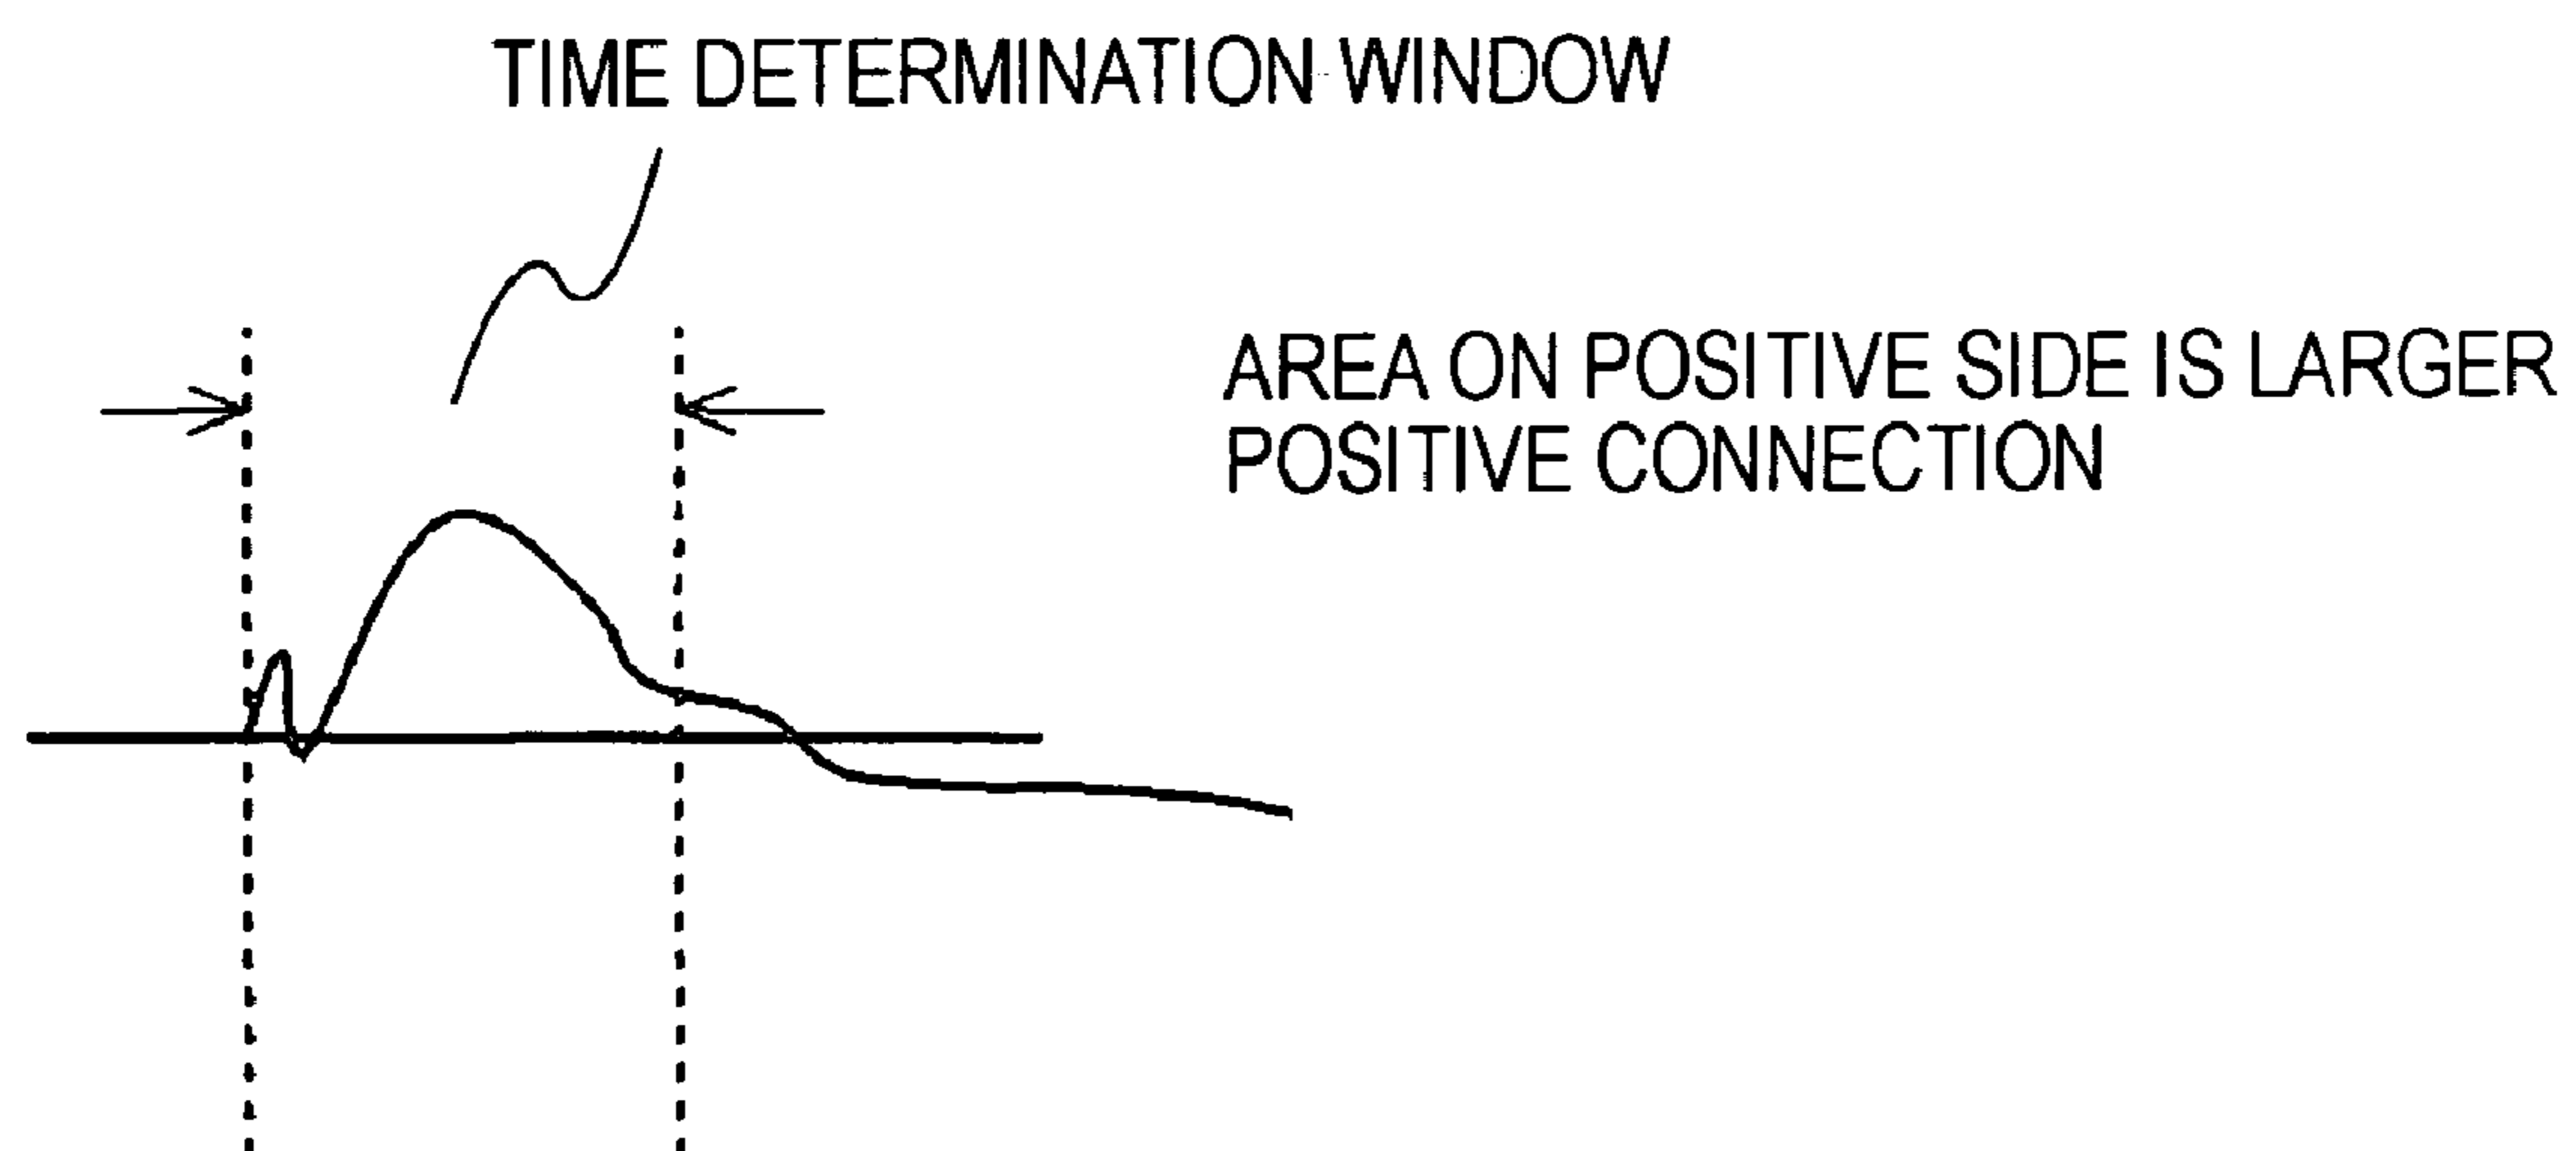 TIME DETERMINATION WINDOW
AREA ON POSITIVE SIDE IS LARGER
POSITIVE CONNECTION